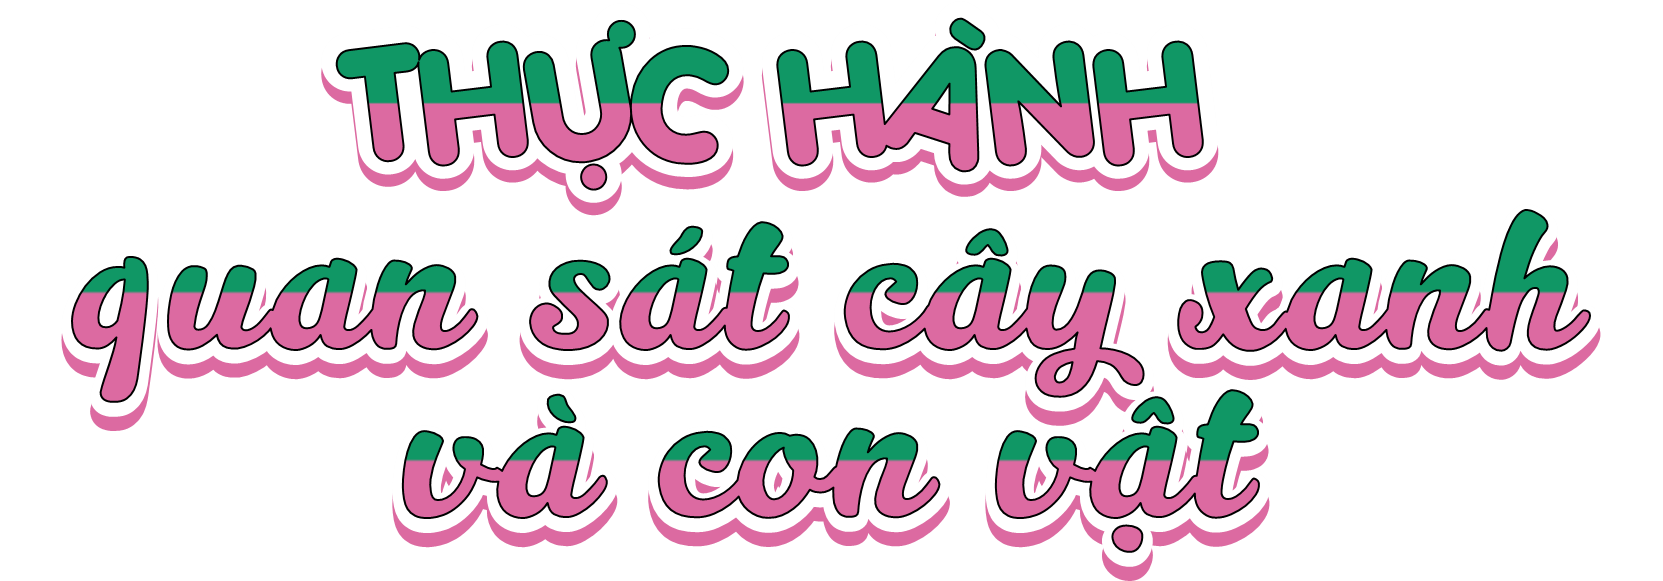 THỰC HÀNH
quan sát cây xanh
và con vật